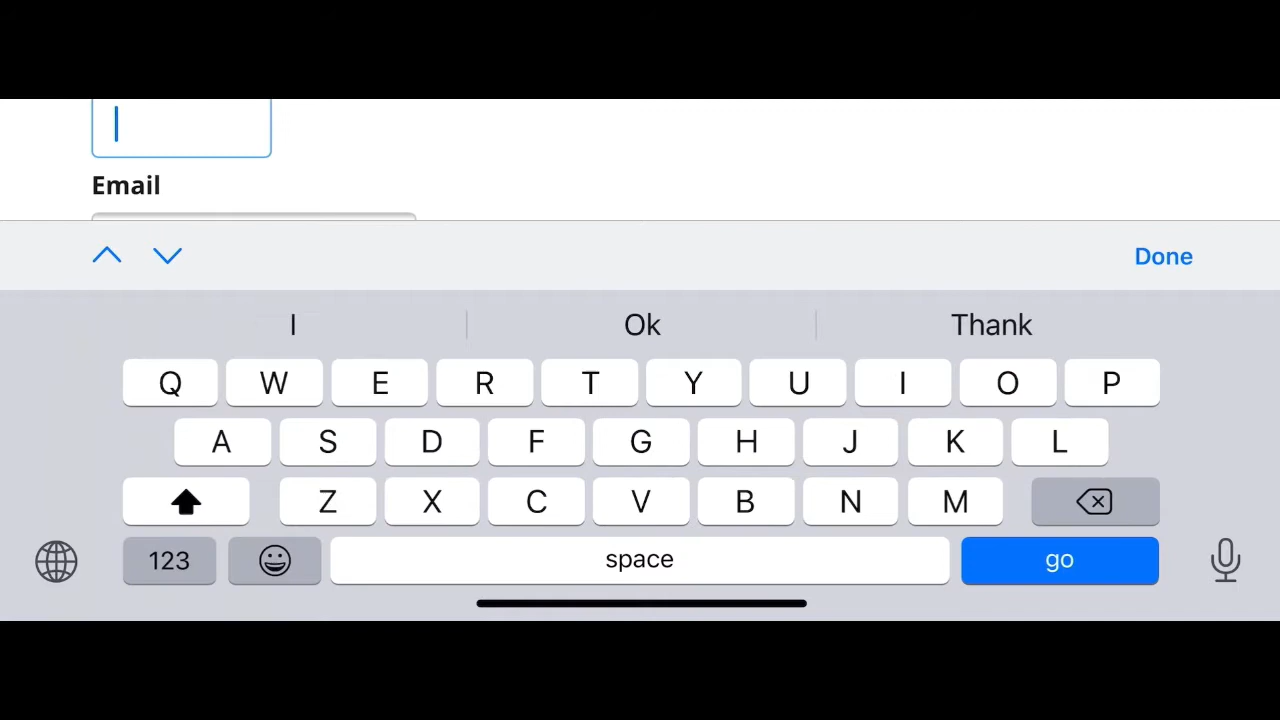 Email
Done
I Ok Thank
Q W E R T Y U I O P
A S D F G H J K L
Z X C V B N M
123 space go